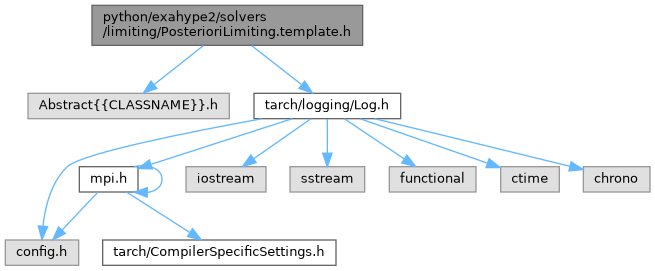 python/exahype2/solvers
/limiting/PosterioriLimiting.template.h
Abstract{{CLASSNAME}}.h
tarch/logging/Log.h
mpi.h
iostream
sstream
functional
ctime
chrono
config.h
tarch/CompilerSpecificSettings.h